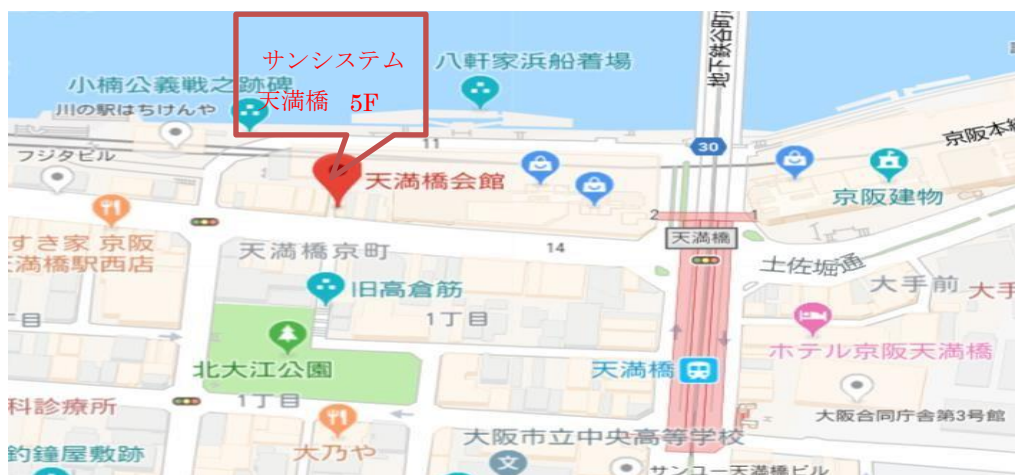 サンシステム
天満橋 5F
八軒家浜船着場
小楠公義戦之跡碑
川の駅はちけんや
地下鉄谷町
11
30
京阪本線
フジタビル
天満橋会館
京阪建物
2
1
すき家 京阪
天満橋駅西店
天満橋京町
14
天満橋
土佐堀通
大手前
大手
旧高倉筋
1丁目
丁目
ホテル京阪天満橋
北大江公園
天満橋
科診療所
1丁目
大阪合同庁舎第3号館
釣鐘屋敷跡
大乃や
大阪市立中央高等学校
文
サンユー天満橋ビル